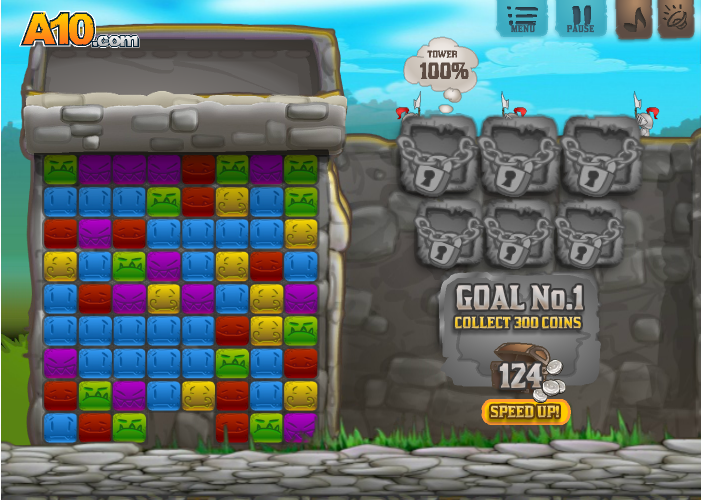 A10.com
MENU
PAUSE
TOWER
100%
GOAL No.1
COLLECT 300 COINS
124
SPEED UP!